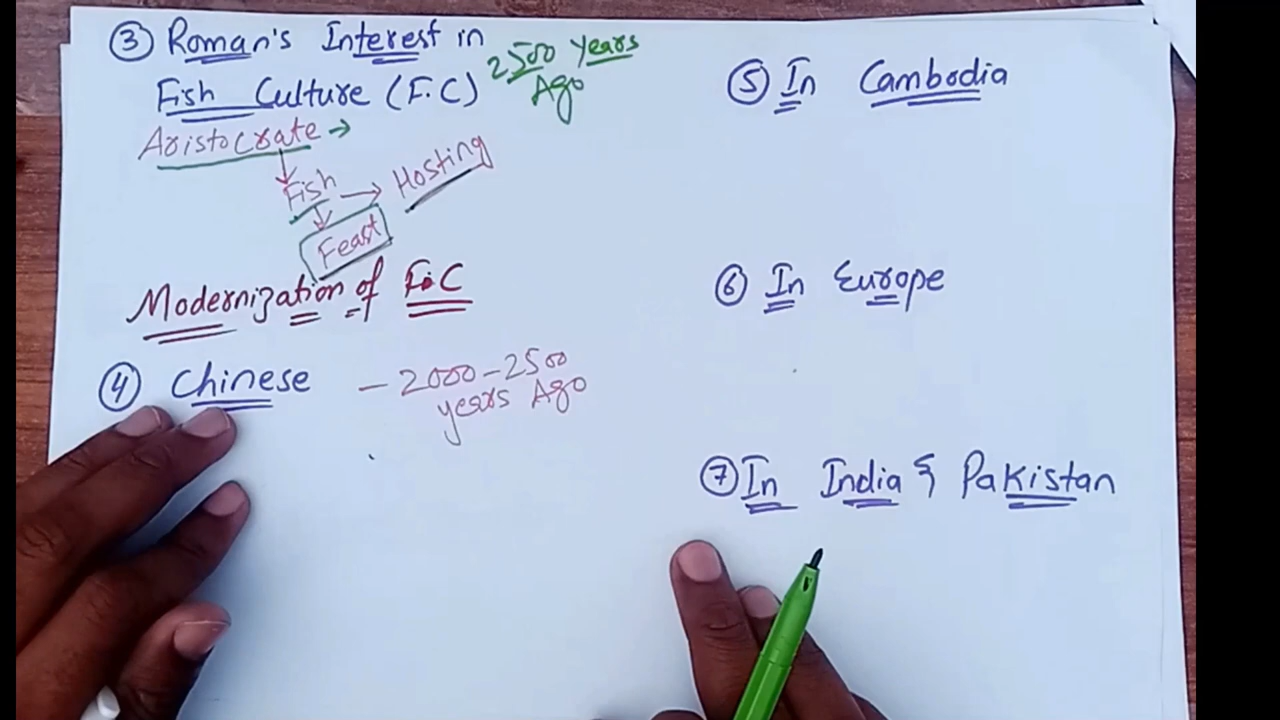 ③ Roman's Interest in
Fish Culture (F.C)
2500 Years
Ago
Aristocrate →
Fish → Hosting
Feast
Modernization of F.C
④ Chinese – 2000-2500
years Ago
⑤ In Cambodia
⑥ In Europe
⑦ In India & Pakistan